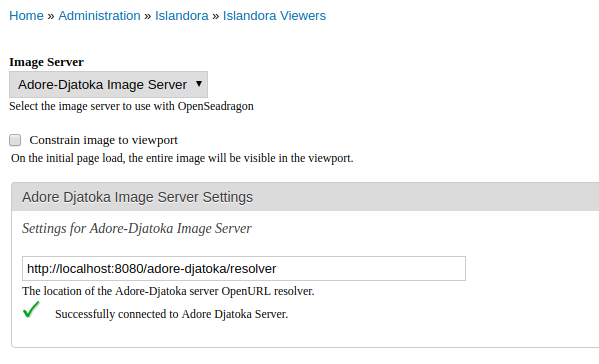 Home » Administration » Islandora » Islandora Viewers
Image Server
Adore-Djatoka Image Server
Select the image server to use with OpenSeadragon
Constrain image to viewport
On the initial page load, the entire image will be visible in the viewport.
Adore Djatoka Image Server Settings
Settings for Adore-Djatoka Image Server
http://localhost:8080/adore-djatoka/resolver
The location of the Adore-Djatoka server OpenURL resolver.
Successfully connected to Adore Djatoka Server.